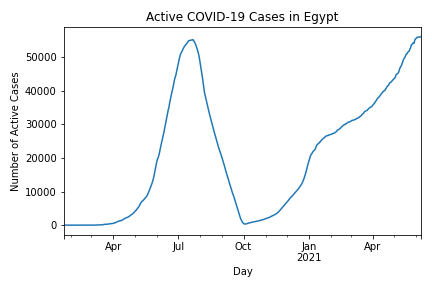 Active COVID-19 Cases in Egypt
Number of Active Cases
50000
40000
30000
20000
10000
0
Apr
Jul
Oct
Jan
2021
Apr
Day